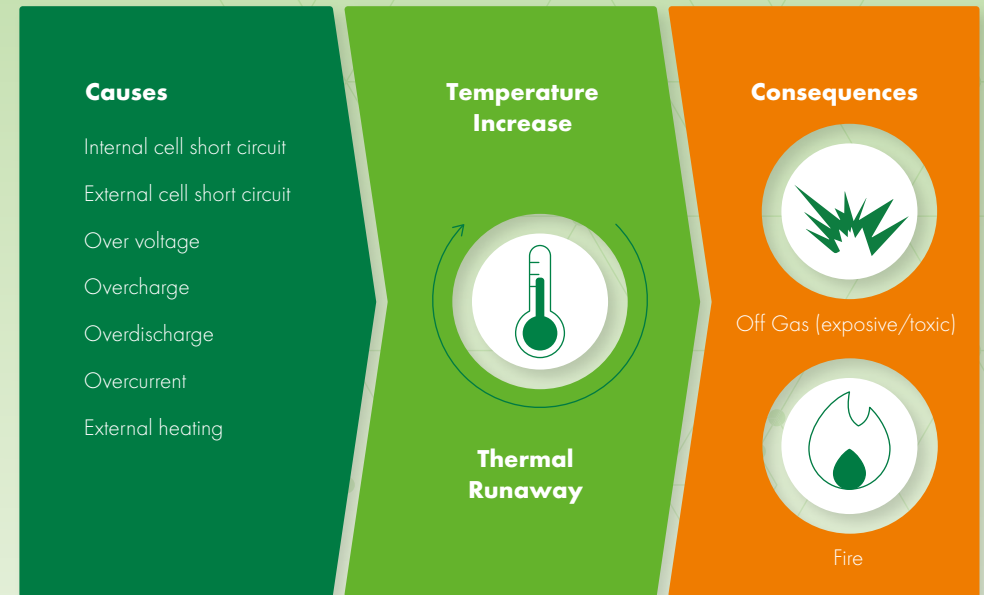 Causes
Internal cell short circuit
External cell short circuit
Over voltage
Overcharge
Overdischarge
Overcurrent
External heating
Temperature
Increase
Thermal
Runaway
Consequences
Off Gas (exposive/toxic)
Fire